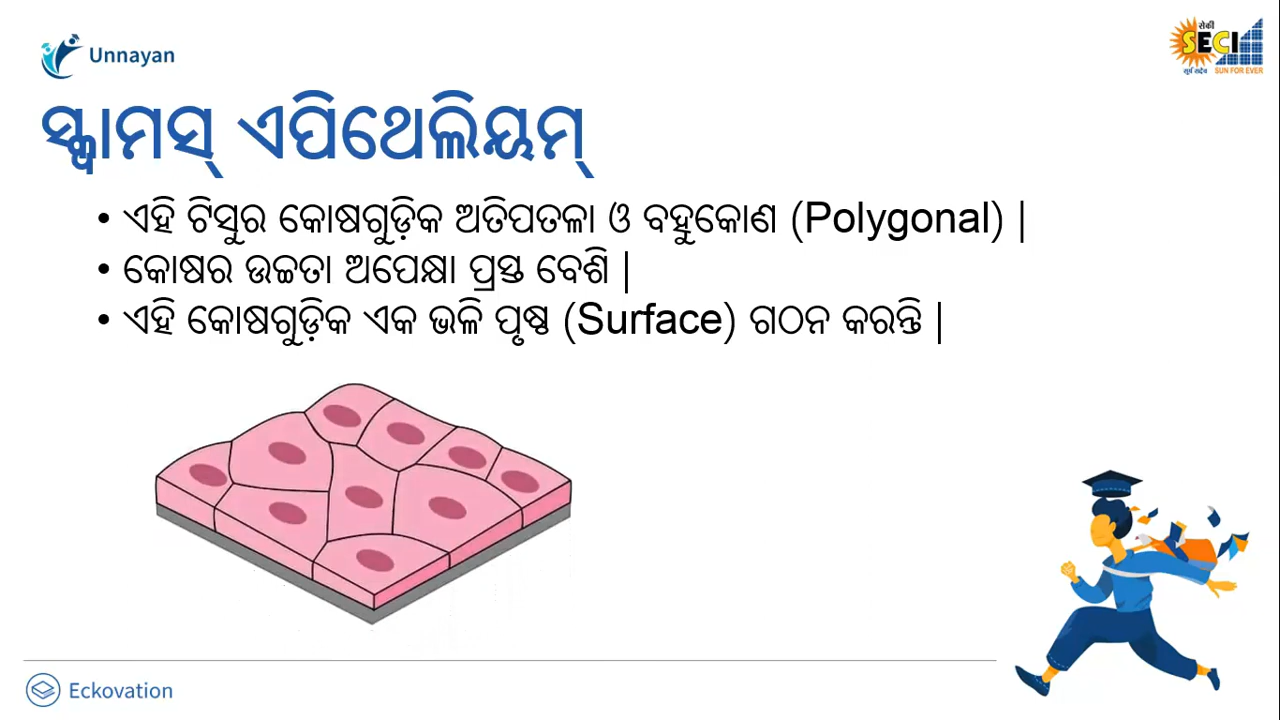 Unnayan
सेकी
SECI
सूर्य सदैव SUN FOR EVER
ସ୍କ୍ୱାମସ୍ ଏପିଥେଲିୟମ୍
• ଏହି ଟିସୁର କୋଷଗୁଡ଼ିକ ଅତିପତଳା ଓ ବହୁକୋଣ (Polygonal) |
• କୋଷର ଉଚ୍ଚତା ଅପେକ୍ଷା ପ୍ରସ୍ତ ବେଶି |
• ଏହି କୋଷଗୁଡ଼ିକ ଏକ ଭଳି ପୃଷ୍ଠ (Surface) ଗଠନ କରନ୍ତି |
Eckovation